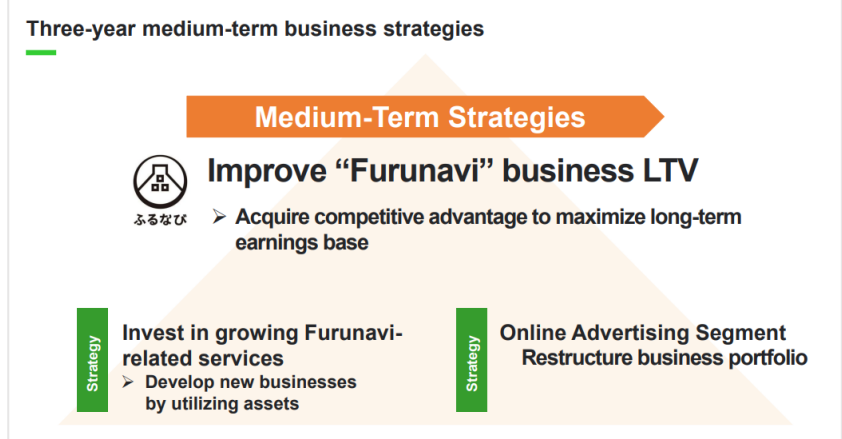 Three-year medium-term business strategies
Medium-Term Strategies
Improve “Furunavi” business LTV
ふるなび
➢ Acquire competitive advantage to maximize long-term
earnings base
Strategy
Invest in growing Furunavi-
related services
➢ Develop new businesses
by utilizing assets
Strategy
Online Advertising Segment
Restructure business portfolio